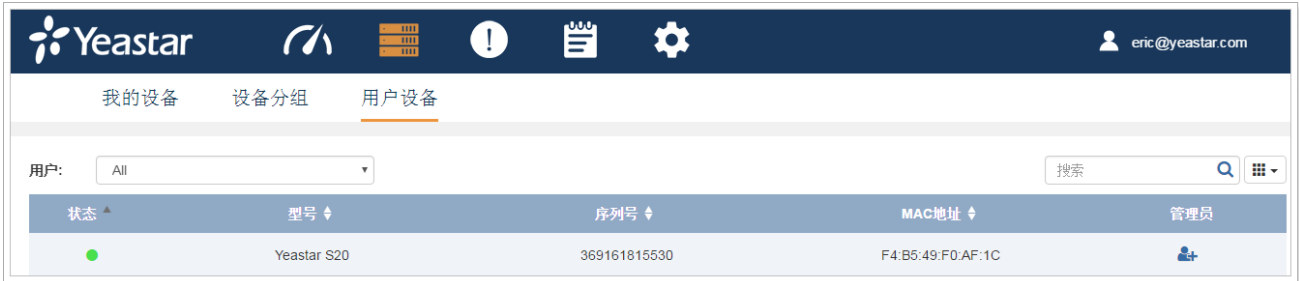 Yeastar eric@yeastar.com
我的设备 设备分组 用户设备
用户: All 搜索
状态 型号 序列号 MAC地址 管理员
Yeastar S20 369161815530 F4:B5:49:F0:AF:1C